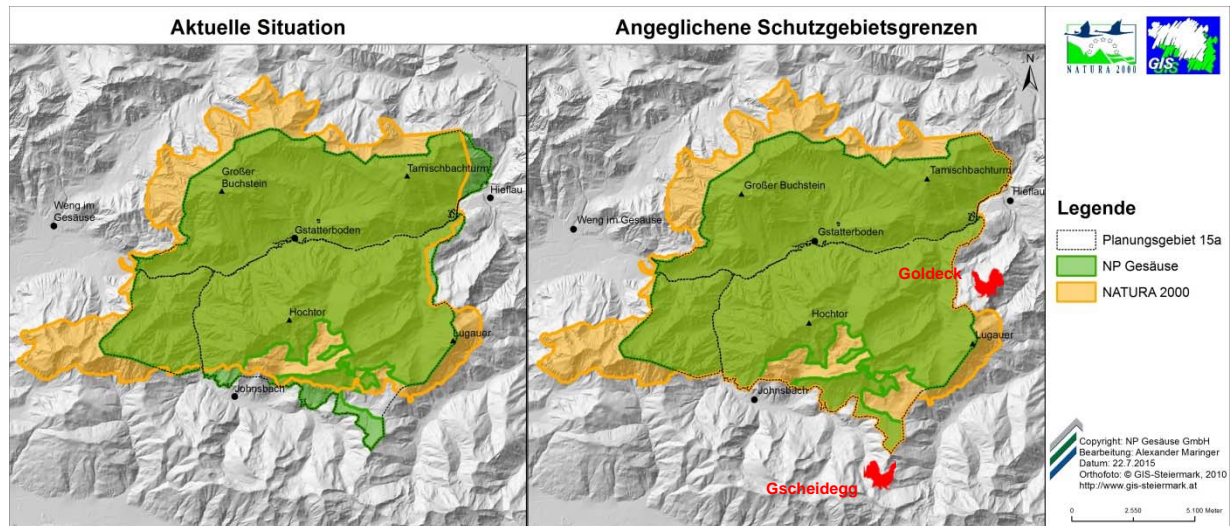 Aktuelle Situation
Großer
Buchstein
Tamischbachturm
Weng im
Gesäuse
Hieflau
Gstatterboden
Hochtor
Lugauer
Johnsbach
Angeglichene Schutzgebietsgrenzen
N
Großer Buchstein
Tamischbachturm
Hieflau
Weng im Gesäuse
Gstatterboden
Goldeck
Hochtor
Lugauer
Johnsbach
Gscheidegg
NATURA 2000
GIS
GIS
Legende
Planungsgebiet 15a
NP Gesäuse
NATURA 2000
Copyright: NP Gesäuse GmbH
Bearbeitung: Alexander Maringer
Datum: 22.7.2015
Orthofoto: © GIS-Steiermark, 2010
http://www.gis-steiermark.at
0 2.550 5.100 Meter